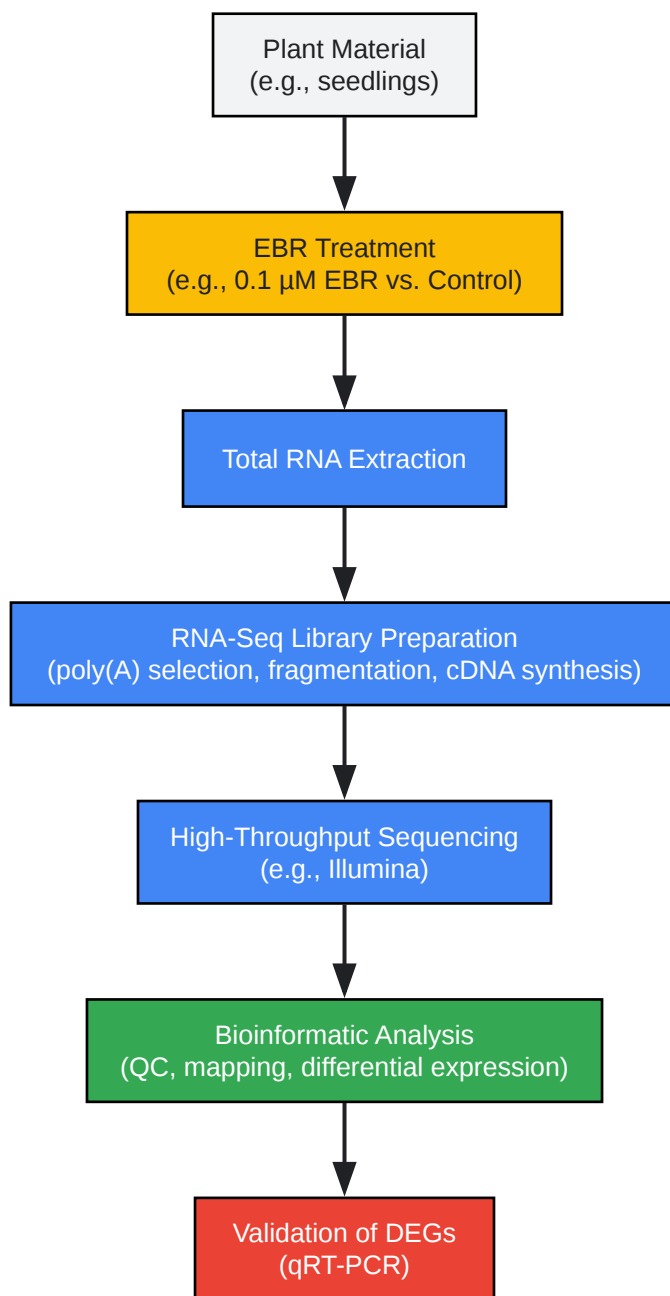 Plant Material
(e.g., seedlings)
EBR Treatment
(e.g., 0.1 µM EBR vs. Control)
Total RNA Extraction
RNA-Seq Library Preparation
(poly(A) selection, fragmentation, cDNA synthesis)
High-Throughput Sequencing
(e.g., Illumina)
Bioinformatic Analysis
(QC, mapping, differential expression)
Validation of DEGs
(qRT-PCR)